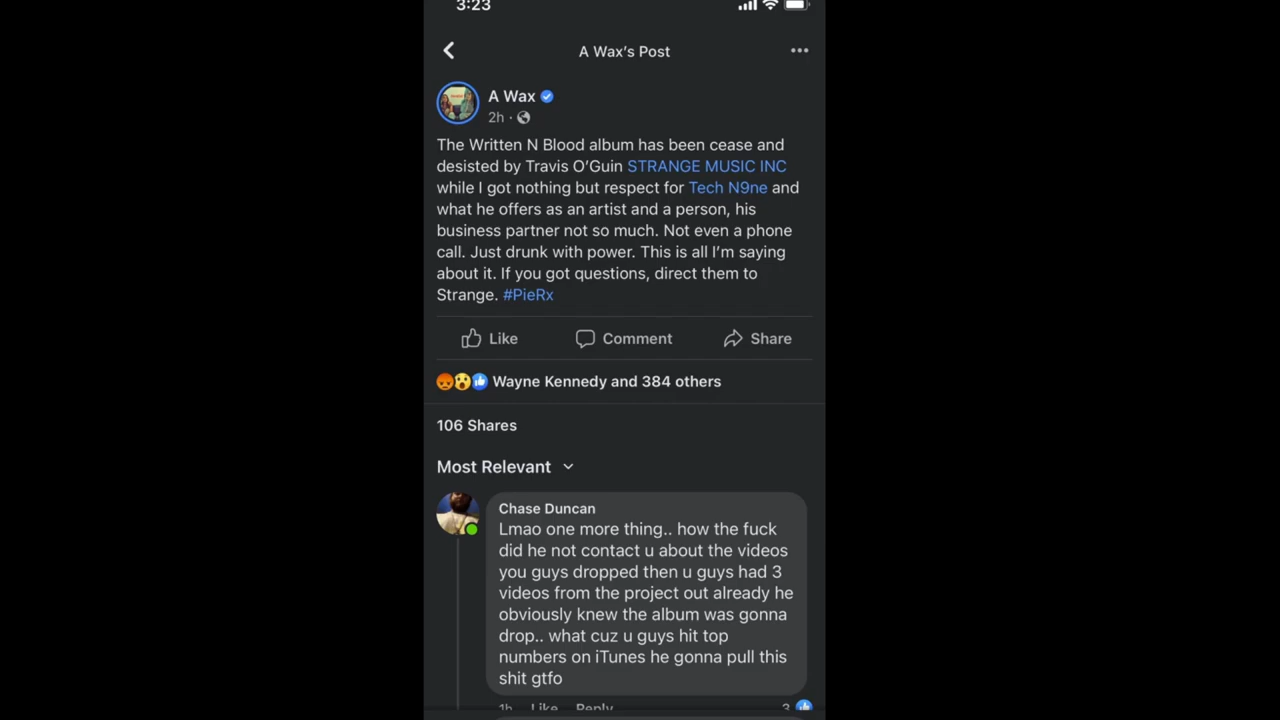 3:23
A Wax's Post
A Wax
2h ·
The Written N Blood album has been cease and
desisted by Travis O'Guin STRANGE MUSIC INC
while I got nothing but respect for Tech N9ne and
what he offers as an artist and a person, his
business partner not so much. Not even a phone
call. Just drunk with power. This is all I'm saying
about it. If you got questions, direct them to
Strange. #PieRx
Like Comment Share
Wayne Kennedy and 384 others
106 Shares
Most Relevant
Chase Duncan
Lmao one more thing.. how the fuck
did he not contact u about the videos
you guys dropped then u guys had 3
videos from the project out already he
obviously knew the album was gonna
drop.. what cuz u guys hit top
numbers on iTunes he gonna pull this
shit gtfo
1h Like Reply 3